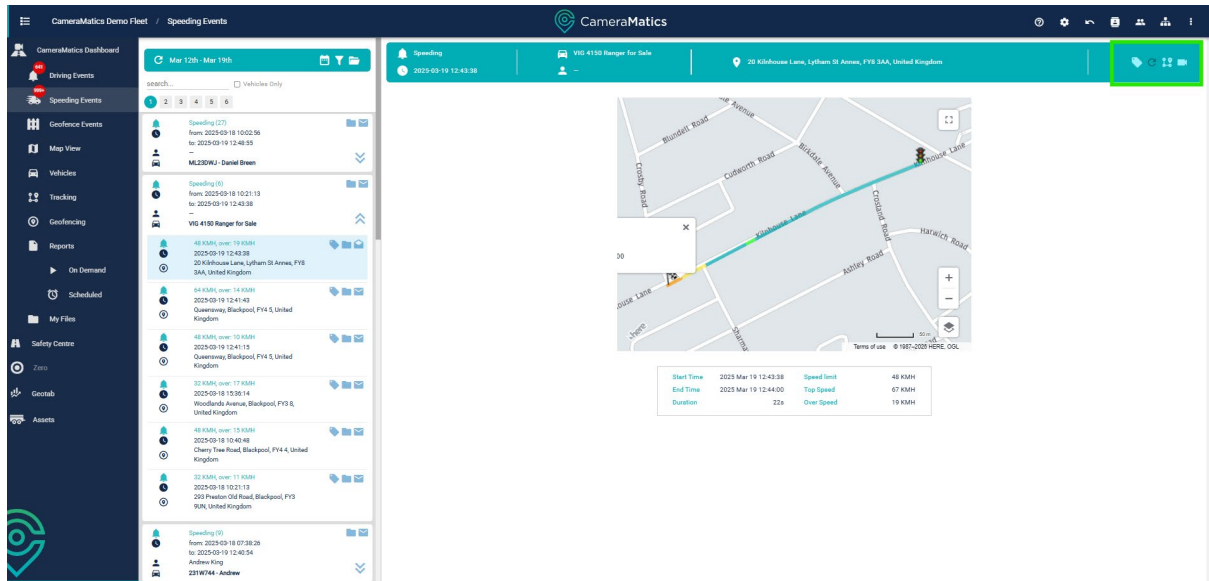 CameraMatics Demo Fleet / Speeding Events
CameraMatics
CameraMatics Dashboard
641
Driving Events
999+
Speeding Events
Geofence Events
Map View
Vehicles
Tracking
Geofencing
Reports
On Demand
Scheduled
My Files
Safety Centre
Zero
Geotab
Assets
Mar 12th - Mar 19th
search...
Vehicles Only
1 2 3 4 5 6
Speeding (27)
from: 2025-03-18 10:02:56
to: 2025-03-19 12:48:55
--
ML23DWJ - Daniel Breen
Speeding (6)
from: 2025-03-18 10:21:13
to: 2025-03-19 12:43:38
--
VIG 4150 Ranger for Sale
48 KMH, over: 19 KMH
2025-03-19 12:43:38
20 Kilnhouse Lane, Lytham St Annes, FY8
3AA, United Kingdom
64 KMH, over: 14 KMH
2025-03-19 12:41:43
Queensway, Blackpool, FY4 5, United
Kingdom
48 KMH, over: 10 KMH
2025-03-19 12:41:15
Queensway, Blackpool, FY4 5, United
Kingdom
32 KMH, over: 17 KMH
2025-03-18 15:36:14
Woodlands Avenue, Blackpool, FY3 8,
United Kingdom
48 KMH, over: 15 KMH
2025-03-18 10:40:48
Cherry Tree Road, Blackpool, FY4 4, United
Kingdom
32 KMH, over: 11 KMH
2025-03-18 10:21:13
293 Preston Old Road, Blackpool, FY3
9UN, United Kingdom
Speeding (9)
from: 2025-03-18 07:38:26
to: 2025-03-19 12:40:54
Andrew King
231W744 - Andrew
Speeding
2025-03-19 12:43:38
VIG 4150 Ranger for Sale
--
20 Kilnhouse Lane, Lytham St Annes, FY8 3AA, United Kingdom
Avenue
Blundell Road
Birkdale Avenue
Cudworth Road
Crosby Road
nhouse Lane
Crosland Road
Kilnhouse Lane
Harwich Road
Ashley Road
00
ouse Lane
shore
Sharma
+
−
50 m
Terms of use © 1987–2025 HERE, OGL
Start Time 2025 Mar 19 12:43:38 Speed limit 48 KMH
End Time 2025 Mar 19 12:44:00 Top Speed 67 KMH
Duration 22s Over Speed 19 KMH